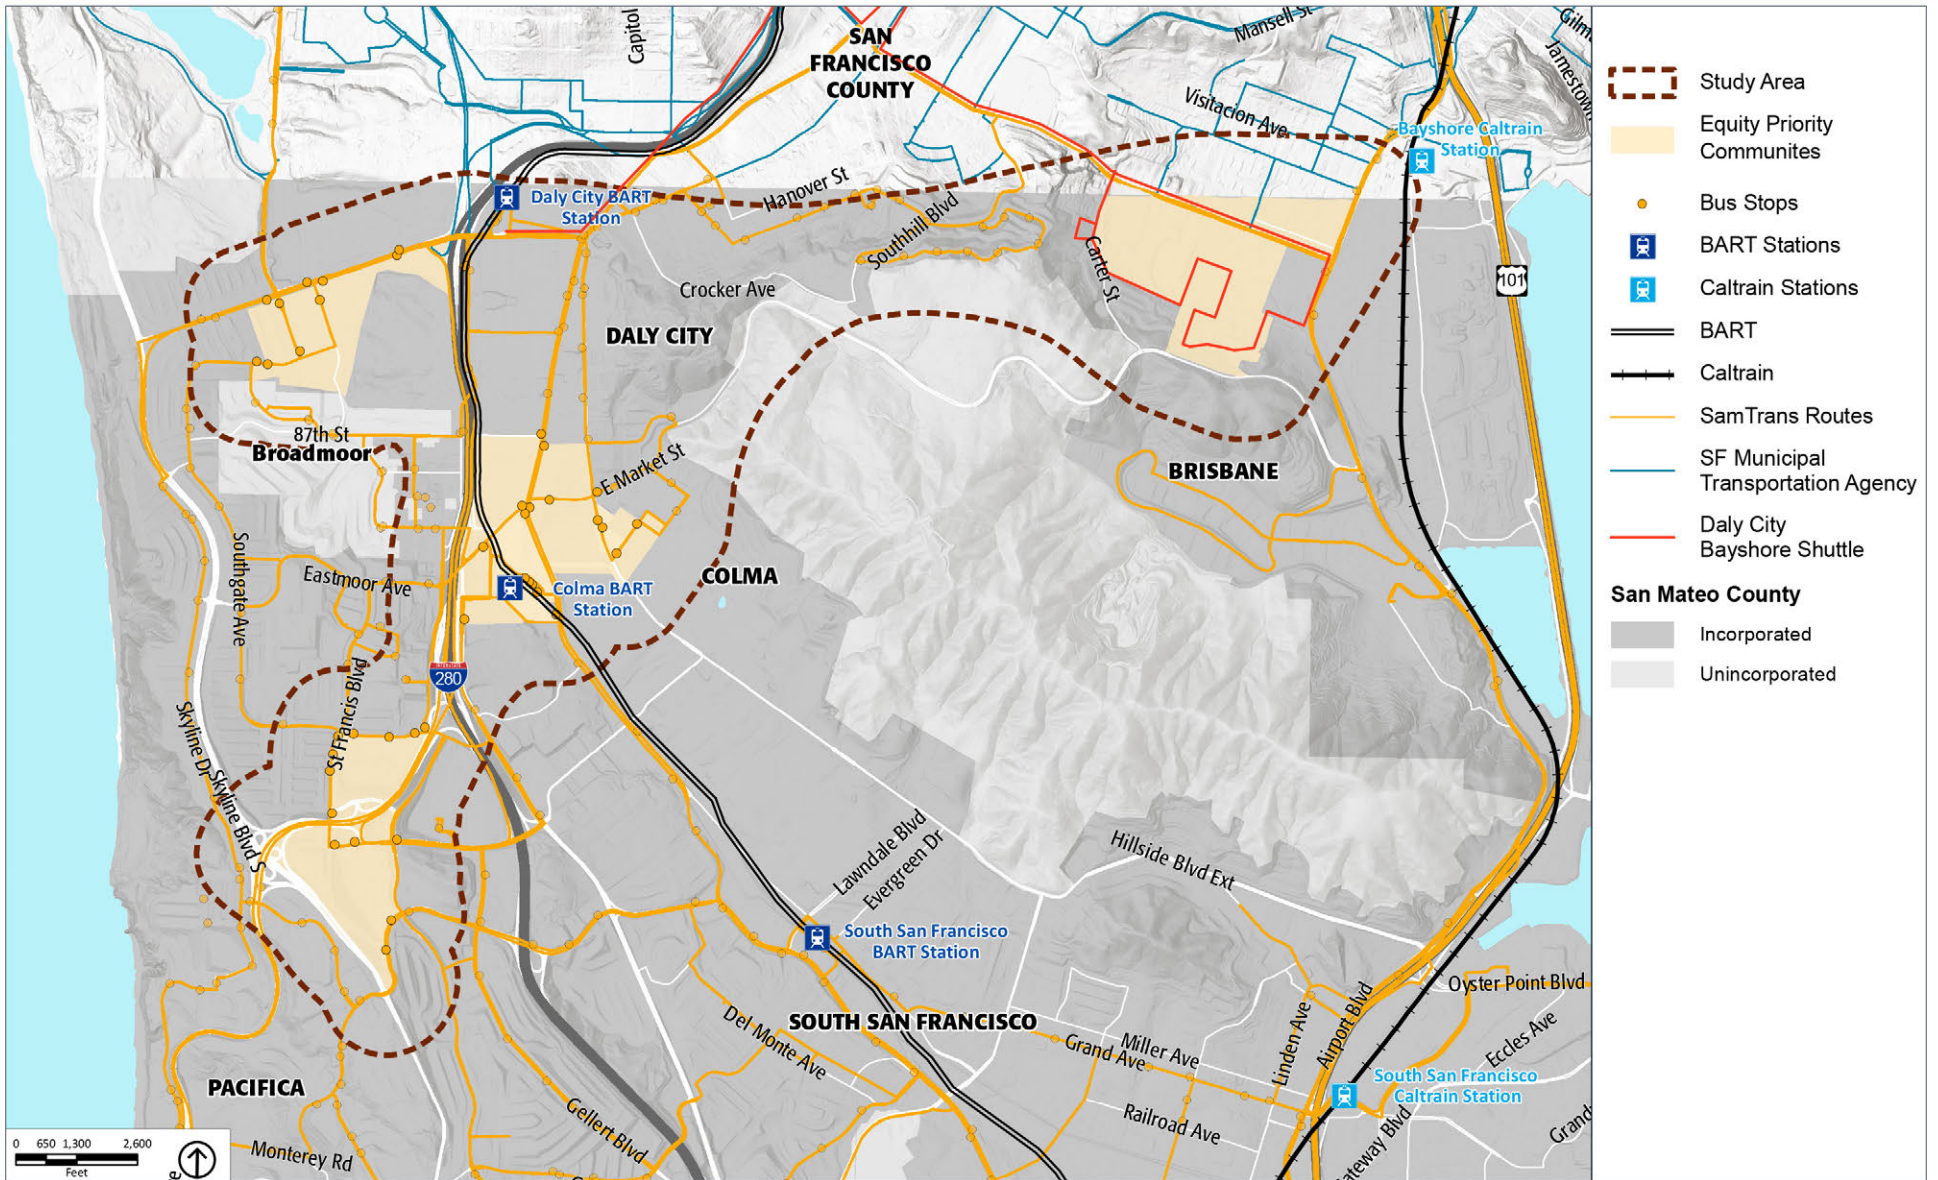 Capitol
SAN
FRANCISCO
COUNTY
Mansell St
Gilm
Jamestown
Visitacion Ave
Bayshore Caltrain
Station
Daly City BART
Station
Hanover St
Southhill Blvd
Carter St
Crocker Ave
101
DALY CITY
87th St
Broadmoor
E Market St
BRISBANE
Southgate Ave
Eastmoor Ave
Colma BART
Station
COLMA
INTERSTATE
280
St Francis Blvd
Skyline Dr
Skyline Blvd S
Lawndale Blvd
Evergreen Dr
Hillside Blvd Ext
South San Francisco
BART Station
SOUTH SAN FRANCISCO
Oyster Point Blvd
Del Monte Ave
Miller Ave
Grand Ave
Linden Ave
Airport Blvd
Eccles Ave
PACIFICA
South San Francisco
Caltrain Station
Gellert Blvd
Railroad Ave
Gateway Blvd
Grand
Monterey Rd
0 650 1,300 2,600
Feet
Study Area
Equity Priority
Communites
Bus Stops
BART Stations
Caltrain Stations
BART
Caltrain
SamTrans Routes
SF Municipal
Transportation Agency
Daly City
Bayshore Shuttle
San Mateo County
Incorporated
Unincorporated